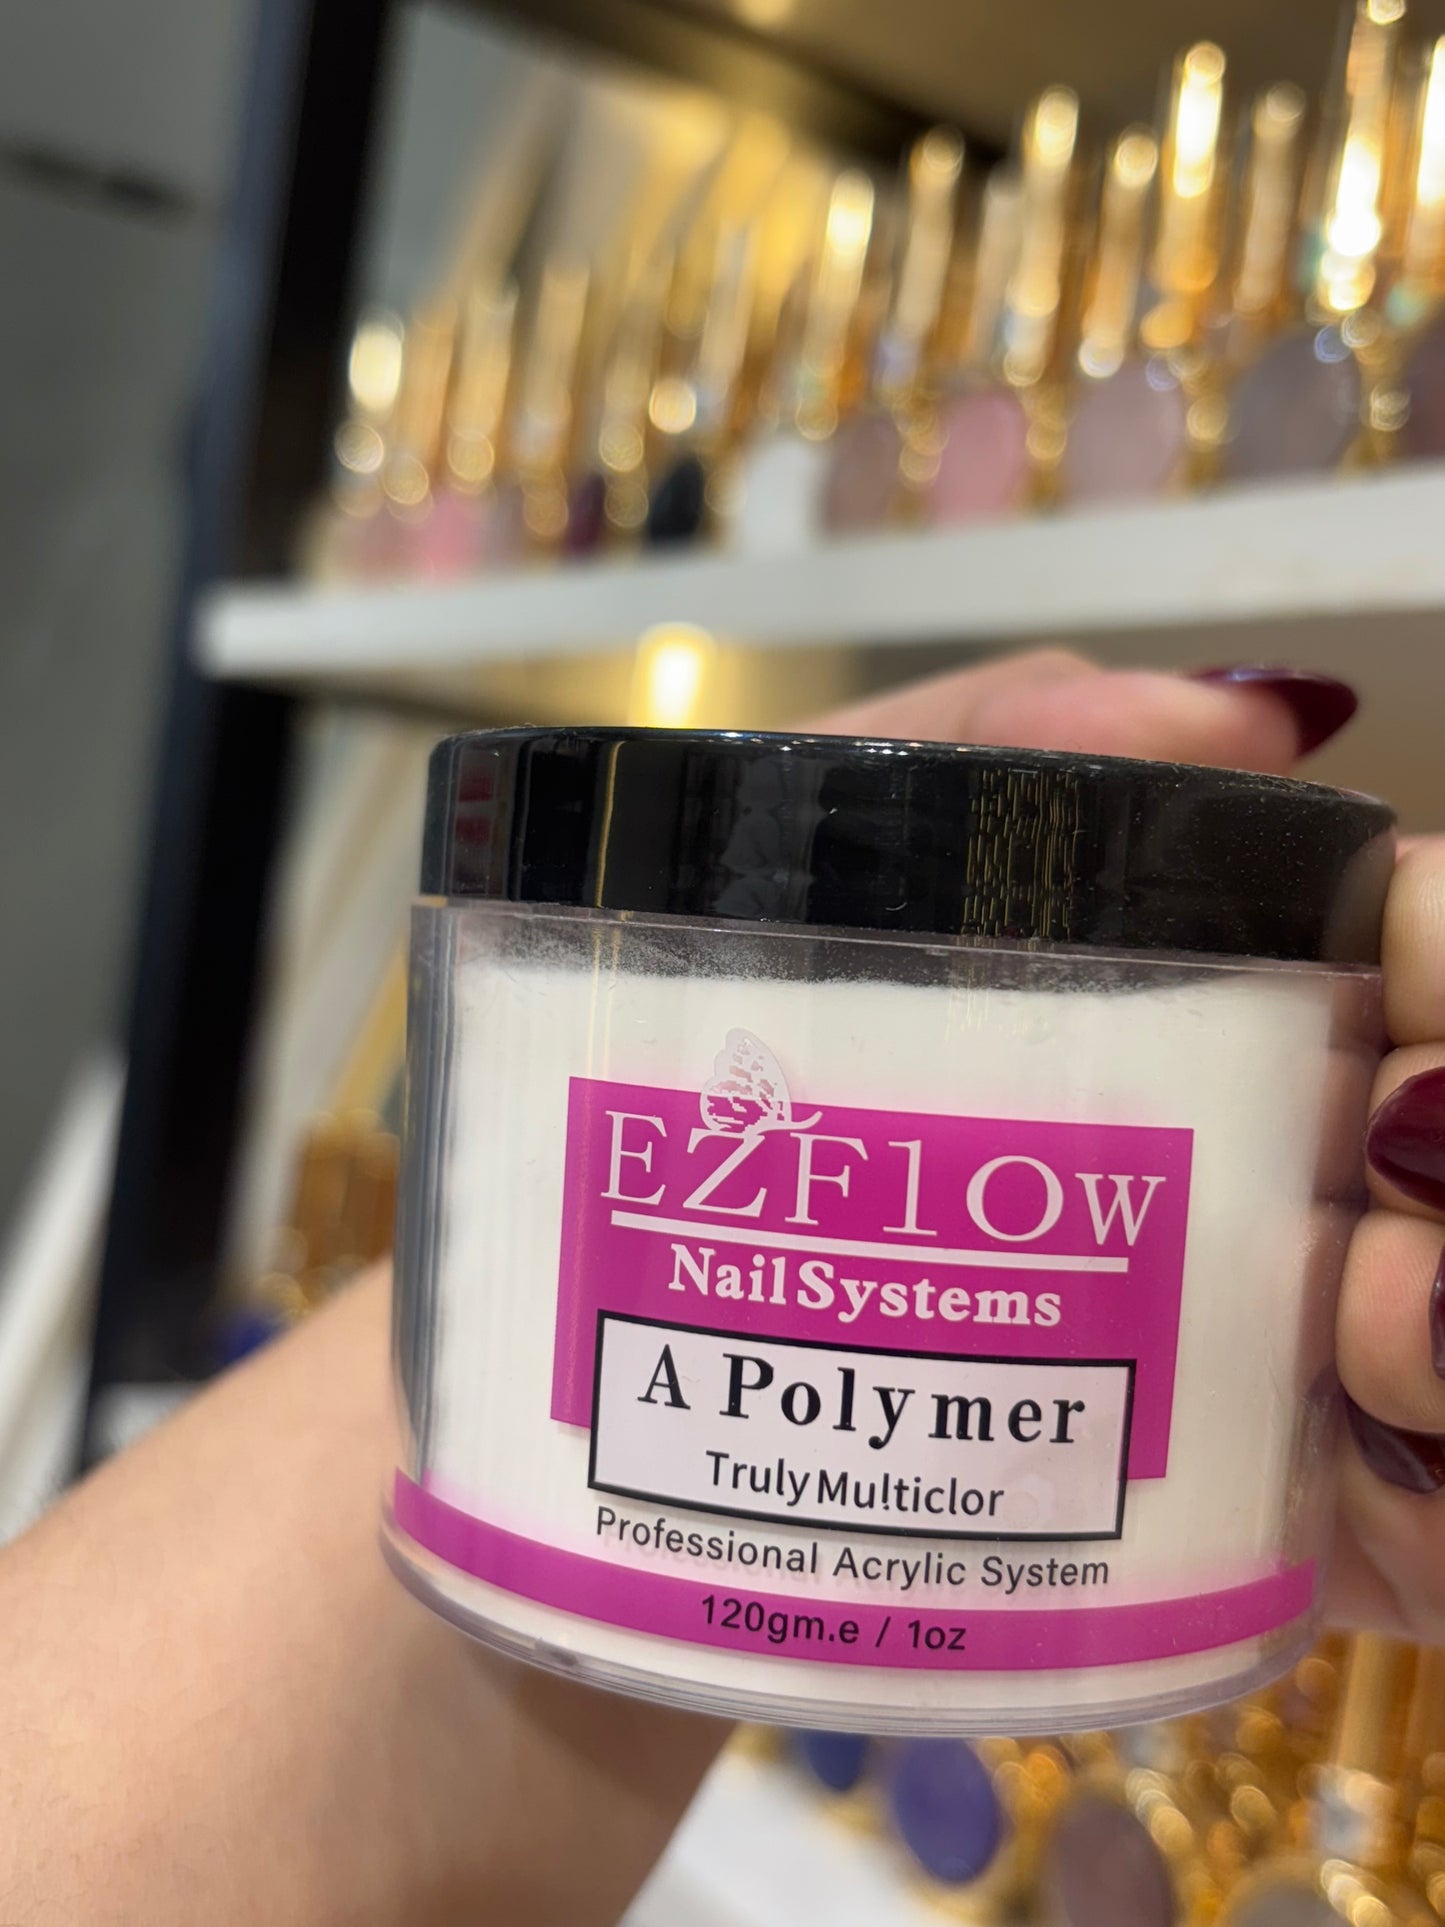 EZF1OW
NailSystems
A Polymer
TrulyMu!ticlor
Professional Acrylic System
120gm.e / 1oz